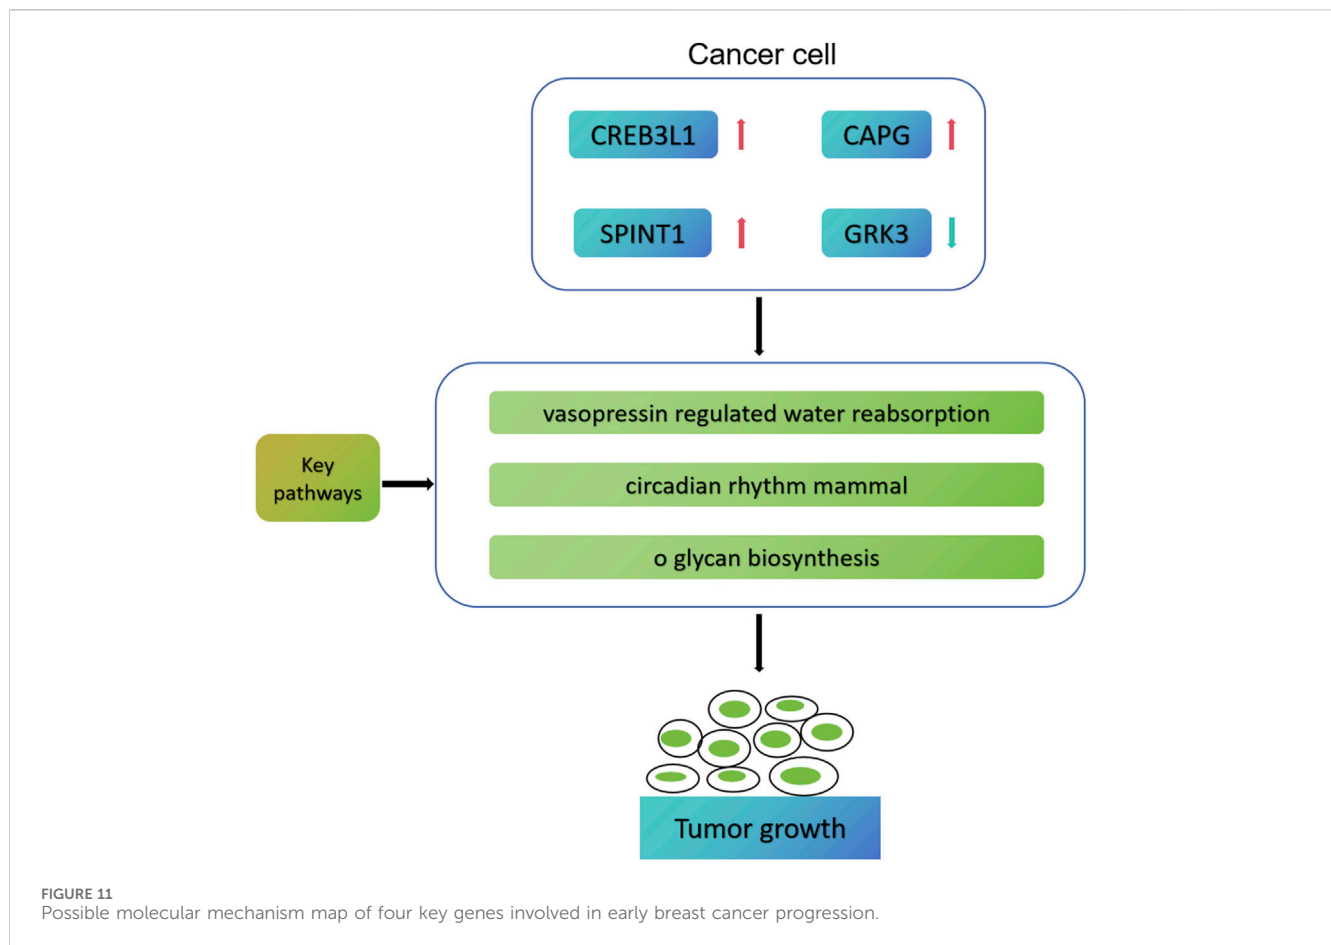 Cancer cell
CREB3L1
CAPG
SPINT1
GRK3
Key
pathways
vasopressin regulated water reabsorption
circadian rhythm mammal
o glycan biosynthesis
Tumor growth
FIGURE 11
Possible molecular mechanism map of four key genes involved in early breast cancer progression.